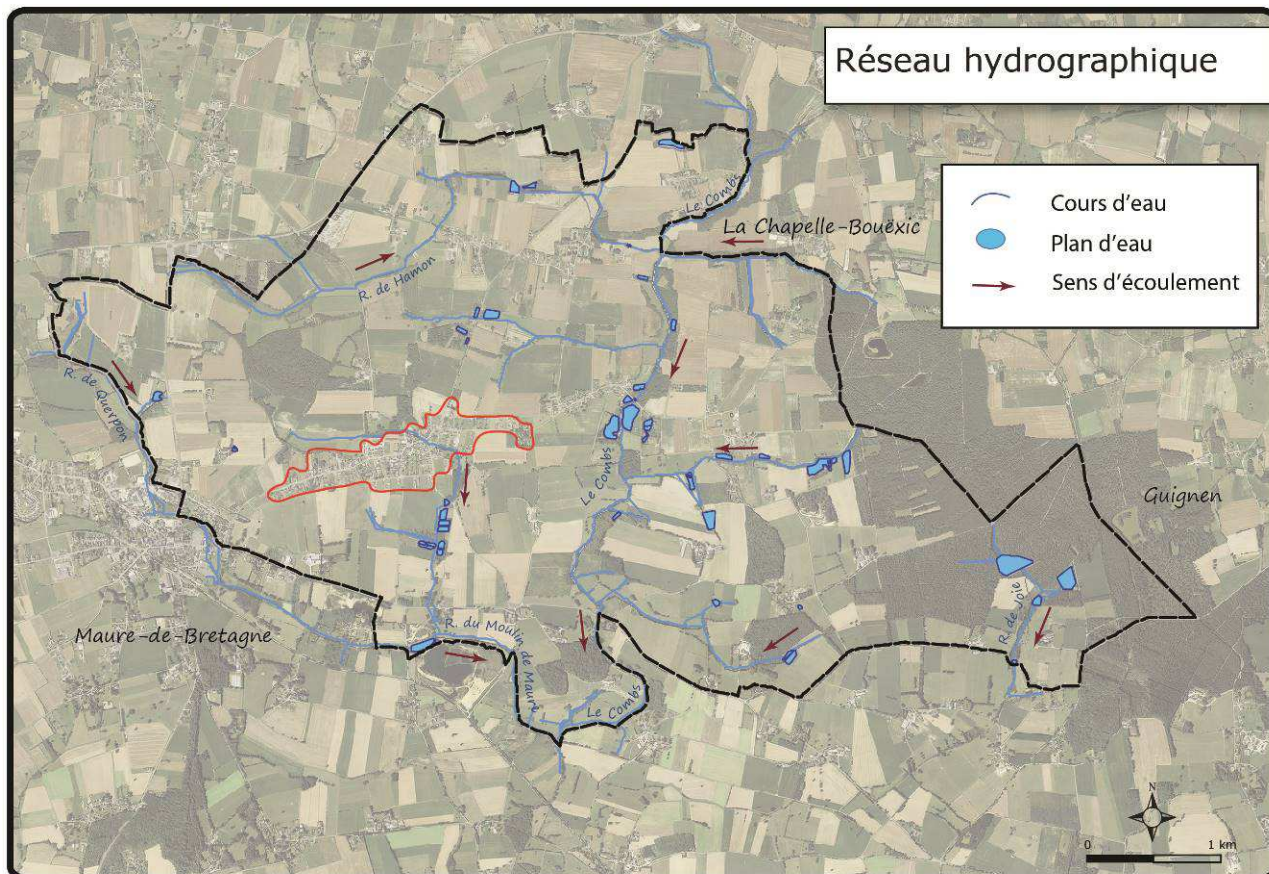 Réseau hydrographique
Cours d'eau
Plan d'eau
Sens d'écoulement
Le Combs
La Chapelle-Bouëxic
R. de Hamon
R. de Querpon
Le Combs
Guignen
R. de Joie
Maure-de-Bretagne
R. du Moulin de Maure
Le Combs
N
0 1 km